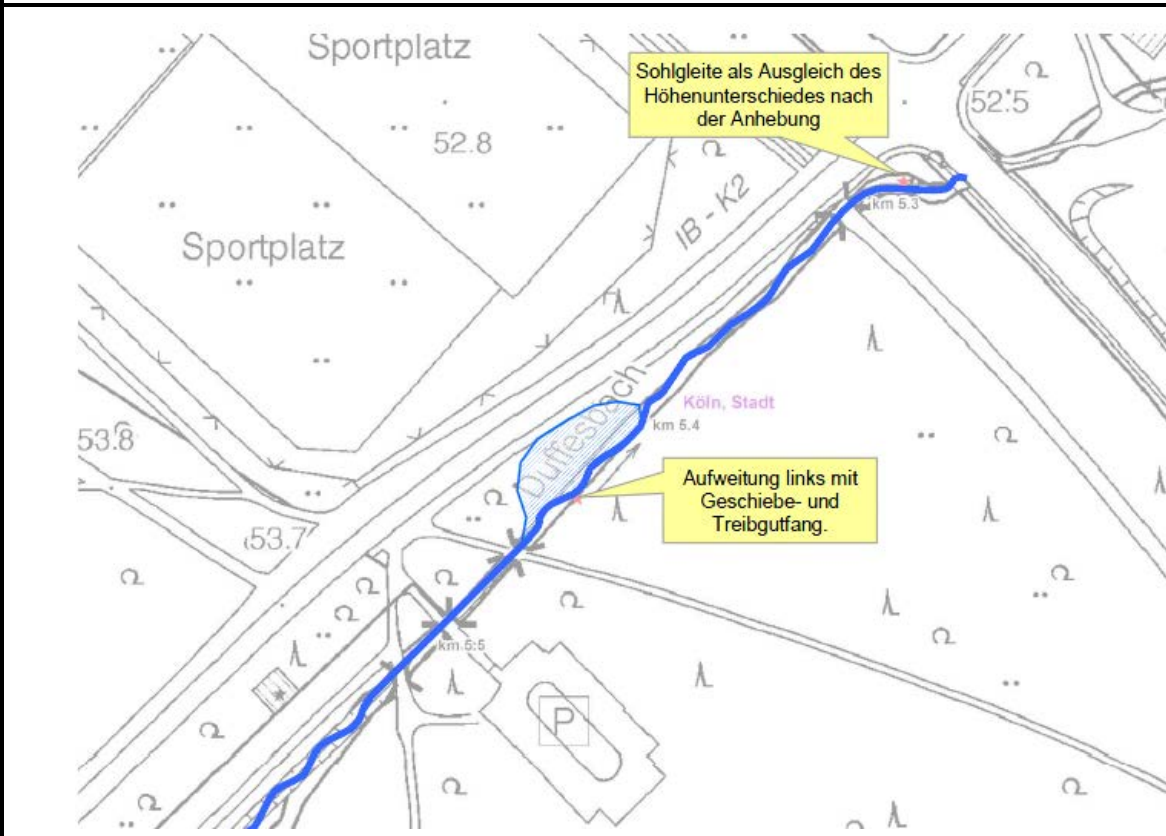 Sportplatz
Sohlgleite als Ausgleich des
Höhenunterschiedes nach
der Anhebung
52.5
52.8
km 5.3
IB - K2
Sportplatz
Duffesbach
Köln, Stadt
km 5.4
53.8
Aufweitung links mit
Geschiebe- und
Treibgutfang.
53.7
km 5.5
P